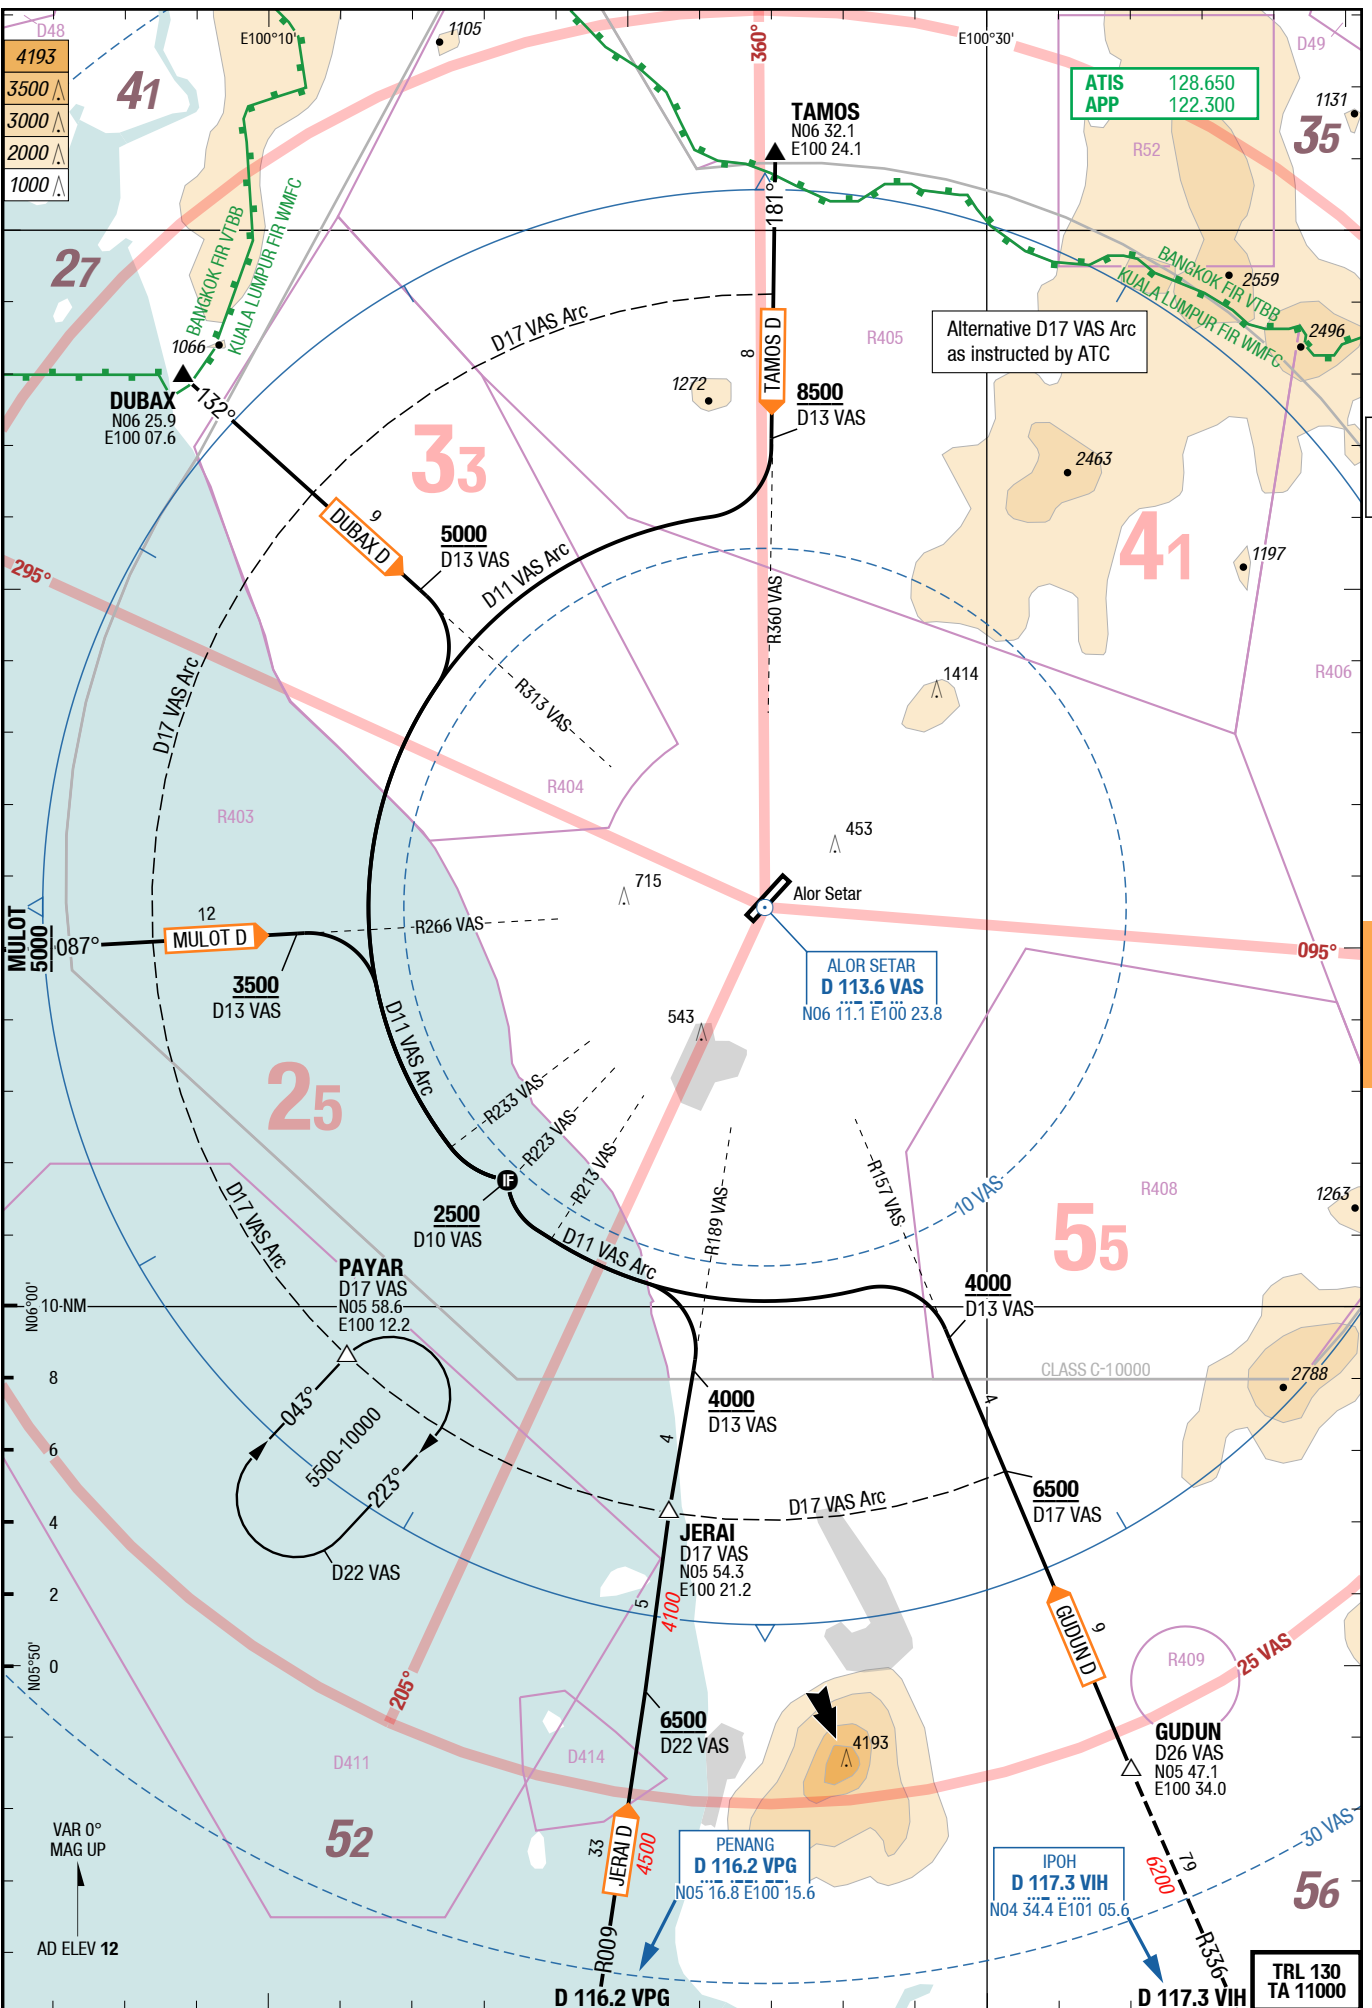 D48
E100°10'
1105
360°
E100°30'
D49
4193
3500
3000
2000
1000
41
ATIS 128.650
APP 122.300
1131
35
TAMOS
N06 32.1
E100 24.1
R52
181°
BANGKOK FIR VTBB
KUALA LUMPUR FIR WMFC
27
BANGKOK FIR VTBB
KUALA LUMPUR FIR WMFC
2559
2496
D17 VAS Arc
8
TAMOS D
R405
Alternative D17 VAS Arc
as instructed by ATC
1066
DUBAX
N06 25.9
E100 07.6
132°
1272
8500
D13 VAS
33
2463
9
DUBAX D
5000
D13 VAS
41
1197
295°
D11 VAS Arc
R360 VAS
D17 VAS Arc
R313 VAS
1414
R406
R404
R403
453
715
Alor Setar
MULOT
5000
087°
12
MULOT D
R266 VAS
095°
3500
D13 VAS
ALOR SETAR
D 113.6 VAS
N06 11.1 E100 23.8
D11 VAS Arc
543
25
R233 VAS
R223 VAS
R213 VAS
R189 VAS
R157 VAS
10 VAS
R408
1263
55
IF
2500
D10 VAS
D17 VAS Arc
D11 VAS Arc
PAYAR
D17 VAS
N05 58.6
E100 12.2
4000
D13 VAS
N06°00'
10-NM
CLASS C-10000
2788
8
043°
5500-10000
223°
4000
D13 VAS
4
4
6
D17 VAS Arc
6500
D17 VAS
4
JERAI
D17 VAS
N05 54.3
E100 21.2
D22 VAS
2
5
4100
9
GUDUN D
R409
25 VAS
N05°50'
0
205°
6500
D22 VAS
4193
GUDUN
D26 VAS
N05 47.1
E100 34.0
D411
D414
52
VAR 0°
MAG UP
33
JERAI D
4500
PENANG
D 116.2 VPG
N05 16.8 E100 15.6
IPOH
D 117.3 VIH
N04 34.4 E101 05.6
79
6200
30 VAS
56
AD ELEV 12
R009
R336
D 116.2 VPG
D 117.3 VIH
TRL 130
TA 11000